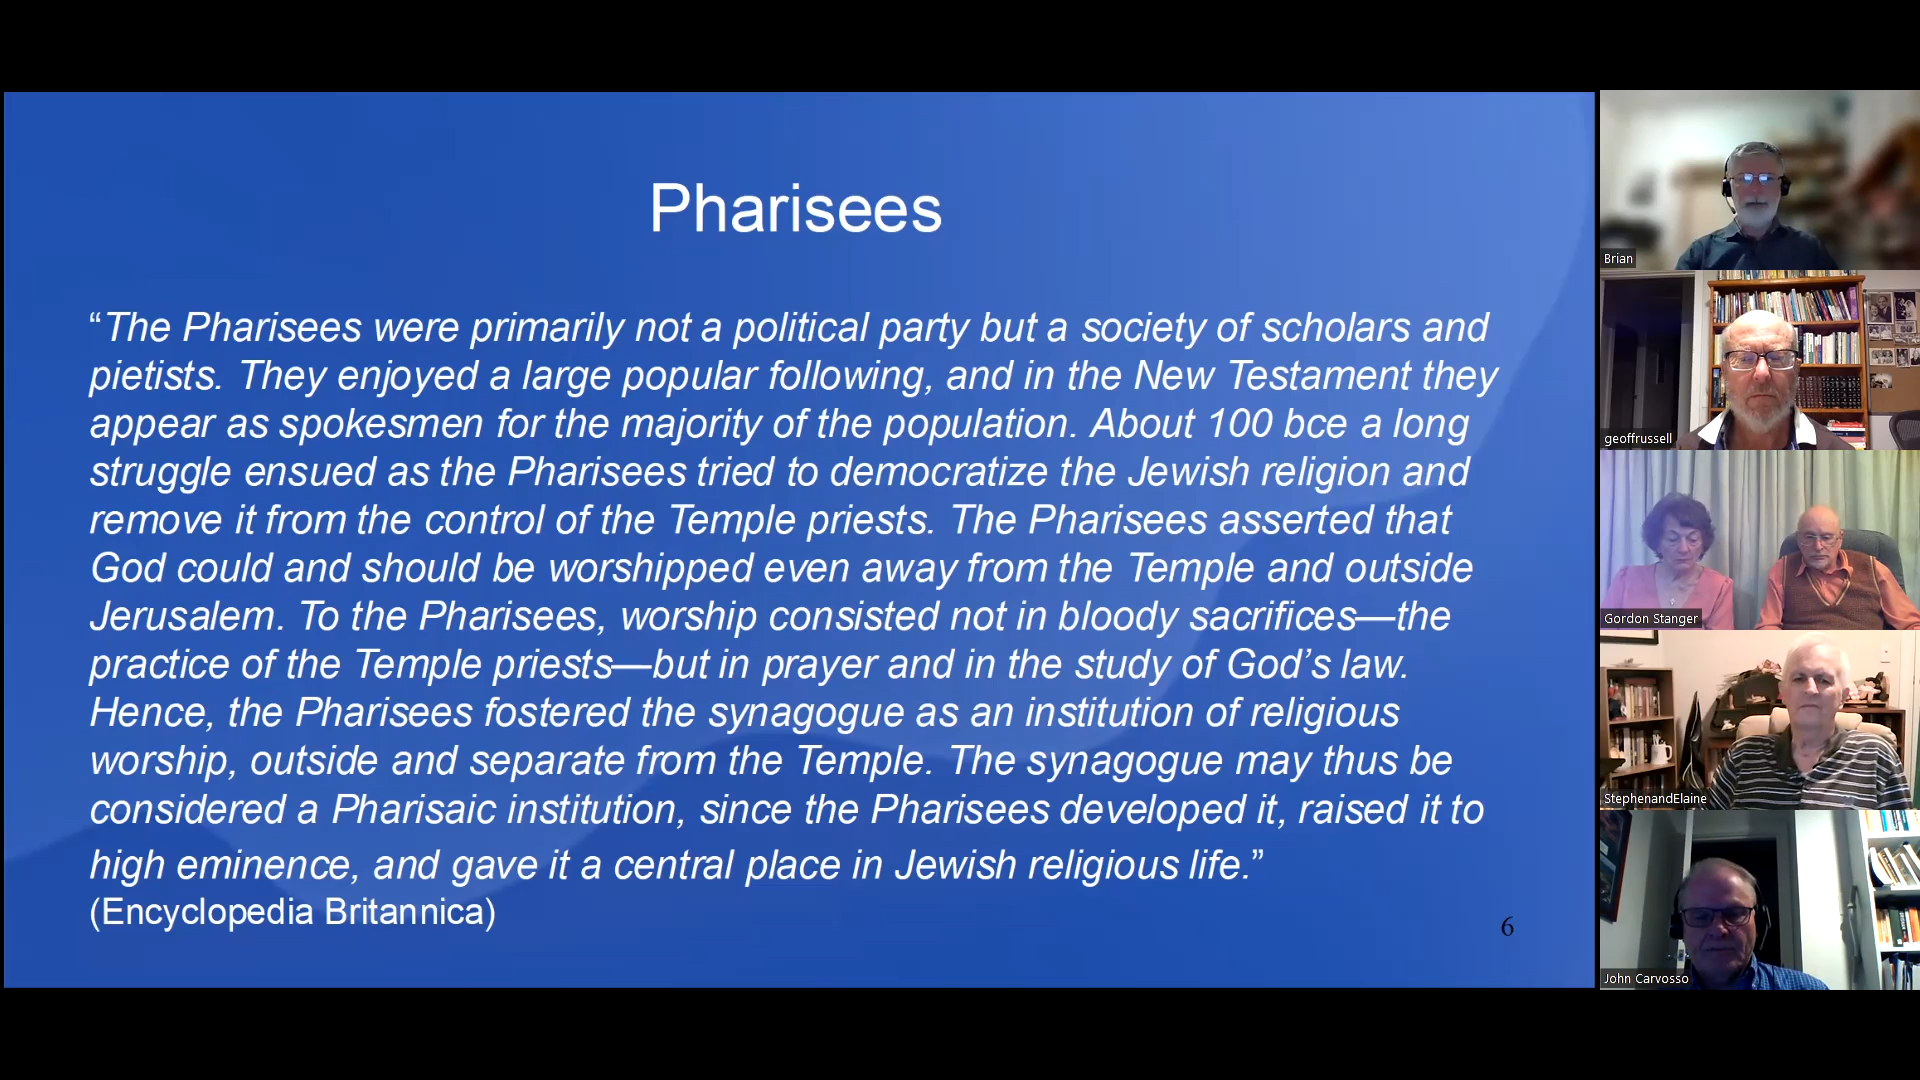 Pharisees
“The Pharisees were primarily not a political party but a society of scholars and
pietists. They enjoyed a large popular following, and in the New Testament they
appear as spokesmen for the majority of the population. About 100 bce a long
struggle ensued as the Pharisees tried to democratize the Jewish religion and
remove it from the control of the Temple priests. The Pharisees asserted that
God could and should be worshipped even away from the Temple and outside
Jerusalem. To the Pharisees, worship consisted not in bloody sacrifices—the
practice of the Temple priests—but in prayer and in the study of God’s law.
Hence, the Pharisees fostered the synagogue as an institution of religious
worship, outside and separate from the Temple. The synagogue may thus be
considered a Pharisaic institution, since the Pharisees developed it, raised it to
high eminence, and gave it a central place in Jewish religious life.”
(Encyclopedia Britannica)
6
Brian
geoffrussell
Gordon Stanger
StephenandElaine
John Carvosso